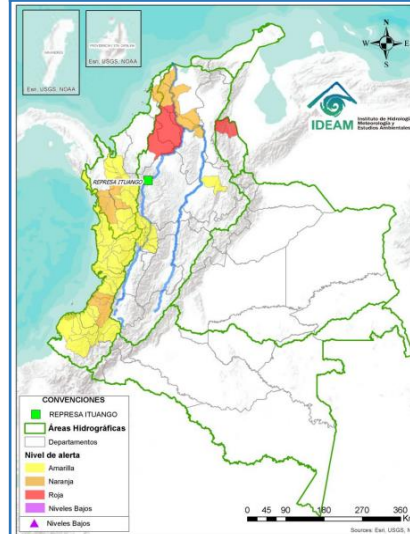 Esri, USGS, NOAA
Esri, USGS, NOAA
N
W
E
S
IDEAM
Instituto de Hidrología,
Meteorología y
Estudios Ambientales
REPRESA ITUANGO
CONVENCIONES
REPRESA ITUANGO
Áreas Hidrográficas
Departamentos
Nivel de alerta
Amarilla
Naranja
Roja
Niveles Bajos
Niveles Bajos
0 45 90 180 270 360
Sources: Esri, USGS, N